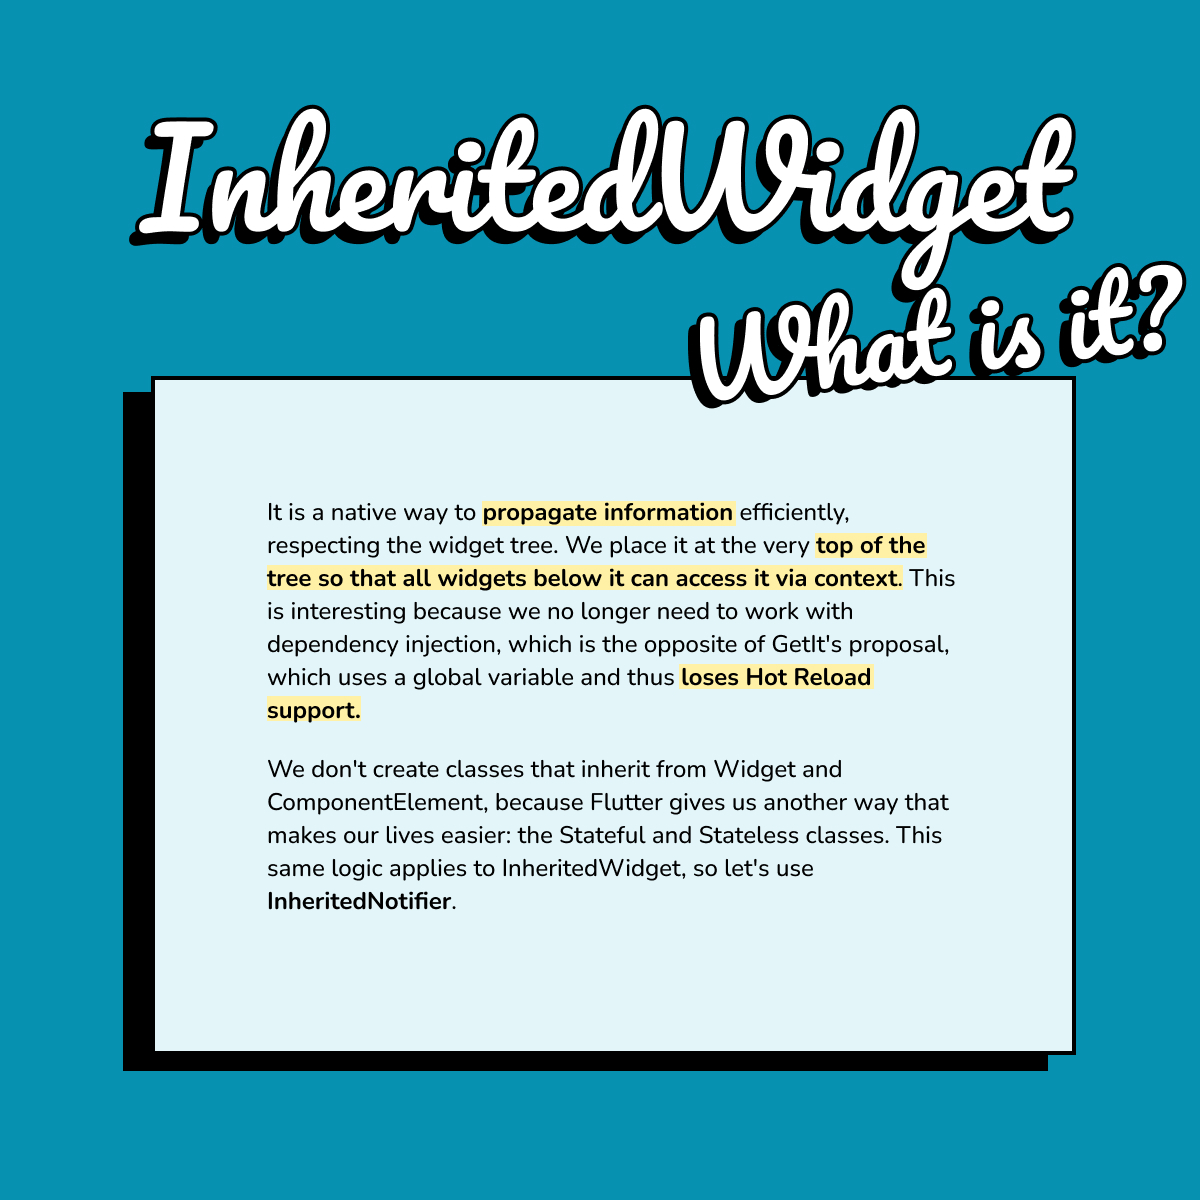 InheritedWidget
What is it?
It is a native way to propagate information efficiently,
respecting the widget tree. We place it at the very top of the
tree so that all widgets below it can access it via context. This
is interesting because we no longer need to work with
dependency injection, which is the opposite of GetIt's proposal,
which uses a global variable and thus loses Hot Reload
support.
We don't create classes that inherit from Widget and
ComponentElement, because Flutter gives us another way that
makes our lives easier: the Stateful and Stateless classes. This
same logic applies to InheritedWidget, so let's use
InheritedNotifier.